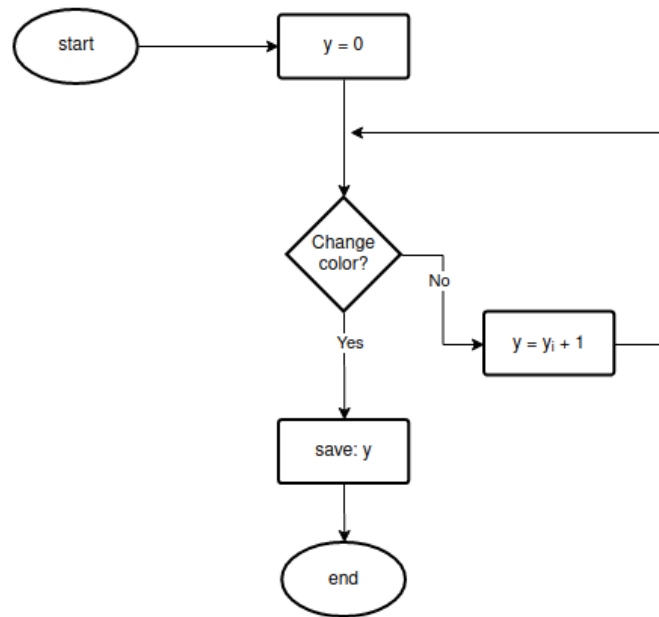 start
y = 0
Change
color?
No
y = yᵢ + 1
Yes
save: y
end